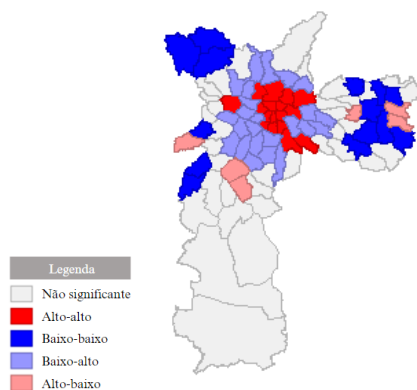 Legenda
Não significante
Alto-alto
Baixo-baixo
Baixo-alto
Alto-baixo